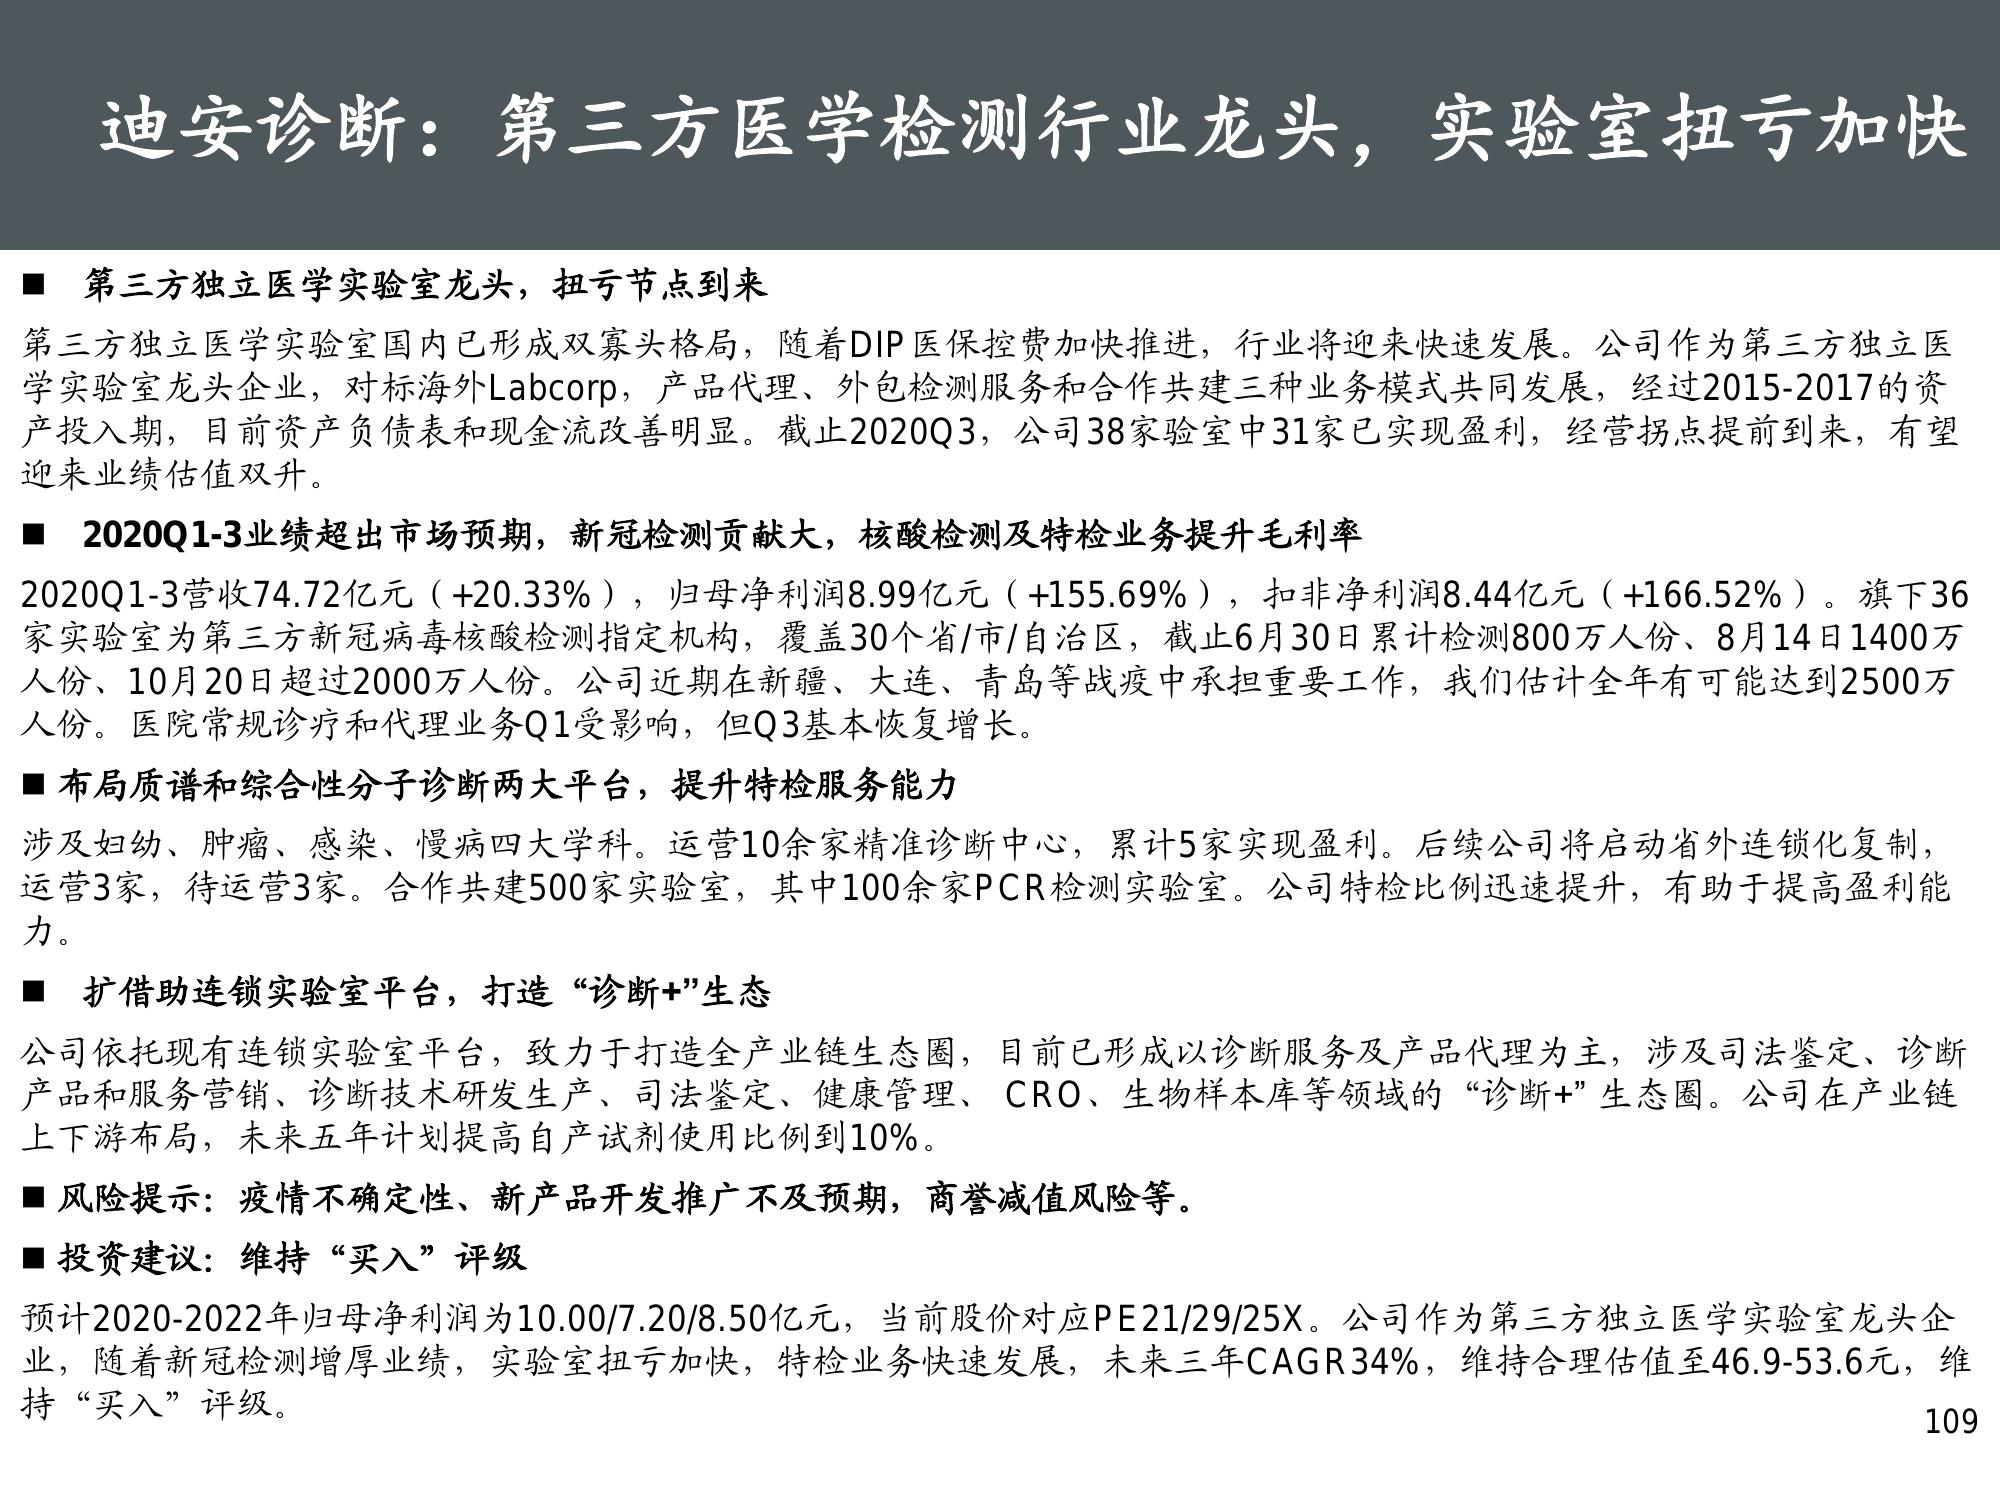 迪安诊断：第三方医学检测行业龙头，实验室扭亏加快
■ 第三方独立医学实验室龙头，扭亏节点到来
第三方独立医学实验室国内已形成双寡头格局，随着DIP医保控费加快推进，行业将迎来快速发展。公司作为第三方独立医
学实验室龙头企业，对标海外Labcorp，产品代理、外包检测服务和合作共建三种业务模式共同发展，经过2015-2017的资
产投入期，目前资产负债表和现金流改善明显。截止2020Q3，公司38家验室中31家已实现盈利，经营拐点提前到来，有望
迎来业绩估值双升。
■ 2020Q1-3业绩超出市场预期，新冠检测贡献大，核酸检测及特检业务提升毛利率
2020Q1-3营收74.72亿元（+20.33%），归母净利润8.99亿元（+155.69%），扣非净利润8.44亿元（+166.52%）。旗下36
家实验室为第三方新冠病毒核酸检测指定机构，覆盖30个省/市/自治区，截止6月30日累计检测800万人份、8月14日1400万
人份、10月20日超过2000万人份。公司近期在新疆、大连、青岛等战疫中承担重要工作，我们估计全年有可能达到2500万
人份。医院常规诊疗和代理业务Q1受影响，但Q3基本恢复增长。
■ 布局质谱和综合性分子诊断两大平台，提升特检服务能力
涉及妇幼、肿瘤、感染、慢病四大学科。运营10余家精准诊断中心，累计5家实现盈利。后续公司将启动省外连锁化复制，
运营3家，待运营3家。合作共建500家实验室，其中100余家PCR检测实验室。公司特检比例迅速提升，有助于提高盈利能
力。
■ 扩借助连锁实验室平台，打造“诊断+”生态
公司依托现有连锁实验室平台，致力于打造全产业链生态圈，目前已形成以诊断服务及产品代理为主，涉及司法鉴定、诊断
产品和服务营销、诊断技术研发生产、司法鉴定、健康管理、 CRO、生物样本库等领域的“诊断+”生态圈。公司在产业链
上下游布局，未来五年计划提高自产试剂使用比例到10%。
■ 风险提示：疫情不确定性、新产品开发推广不及预期，商誉减值风险等。
■ 投资建议：维持“买入”评级
预计2020-2022年归母净利润为10.00/7.20/8.50亿元，当前股价对应PE21/29/25X。公司作为第三方独立医学实验室龙头企
业，随着新冠检测增厚业绩，实验室扭亏加快，特检业务快速发展，未来三年CAGR34%，维持合理估值至46.9-53.6元，维
持“买入”评级。
109